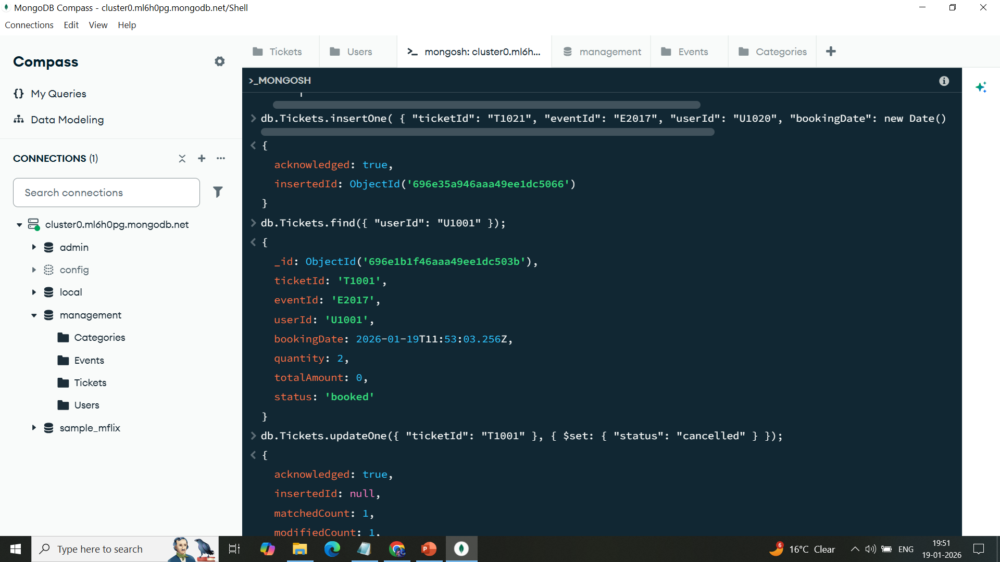 MongoDB Compass - cluster0.ml6h0pg.mongodb.net/Shell
Connections Edit View Help
Compass
My Queries
Data Modeling
CONNECTIONS (1)
Search connections
cluster0.ml6h0pg.mongodb.net
admin
config
local
management
Categories
Events
Tickets
Users
sample_mflix
Tickets Users >_ mongosh: cluster0.ml6h... management Events Categories
>_MONGOSH
> db.Tickets.insertOne( { "ticketId": "T1021", "eventId": "E2017", "userId": "U1020", "bookingDate": new Date()
< {
acknowledged: true,
insertedId: ObjectId('696e35a946aaa49ee1dc5066')
}
> db.Tickets.find({ "userId": "U1001" });
< {
_id: ObjectId('696e1b1f46aaa49ee1dc503b'),
ticketId: 'T1001',
eventId: 'E2017',
userId: 'U1001',
bookingDate: 2026-01-19T11:53:03.256Z,
quantity: 2,
totalAmount: 0,
status: 'booked'
}
> db.Tickets.updateOne({ "ticketId": "T1001" }, { $set: { "status": "cancelled" } });
< {
acknowledged: true,
insertedId: null,
matchedCount: 1,
modifiedCount: 1,
Type here to search
6
16°C Clear
ENG
19:51
19-01-2026